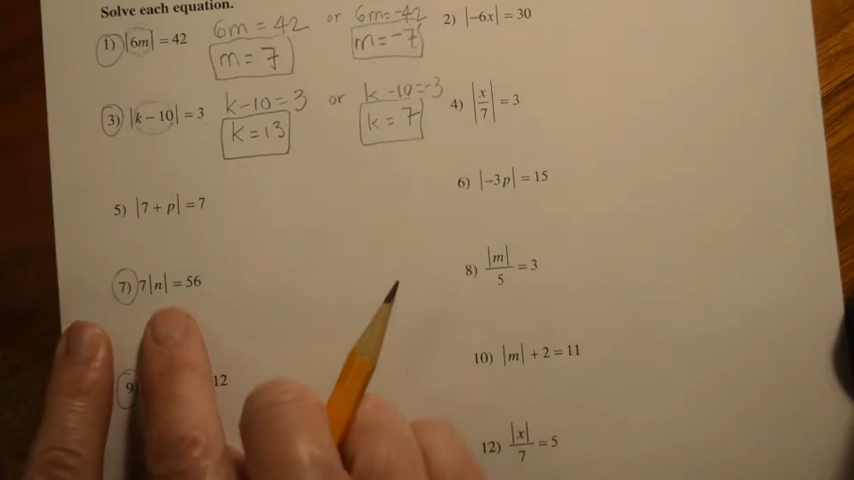 Solve each equation.
1) |6m| = 42 6m = 42 or 6m = -42
m = 7 m = -7
2) |−6x| = 30
3) |k − 10| = 3 k-10 = 3 or k-10 = -3
k = 13 k = 7
4) |x/7| = 3
5) |7 + p| = 7
6) |−3p| = 15
7) 7|n| = 56
8) |m|/5 = 3
9) 12
10) |m| + 2 = 11
12) |x|/7 = 5